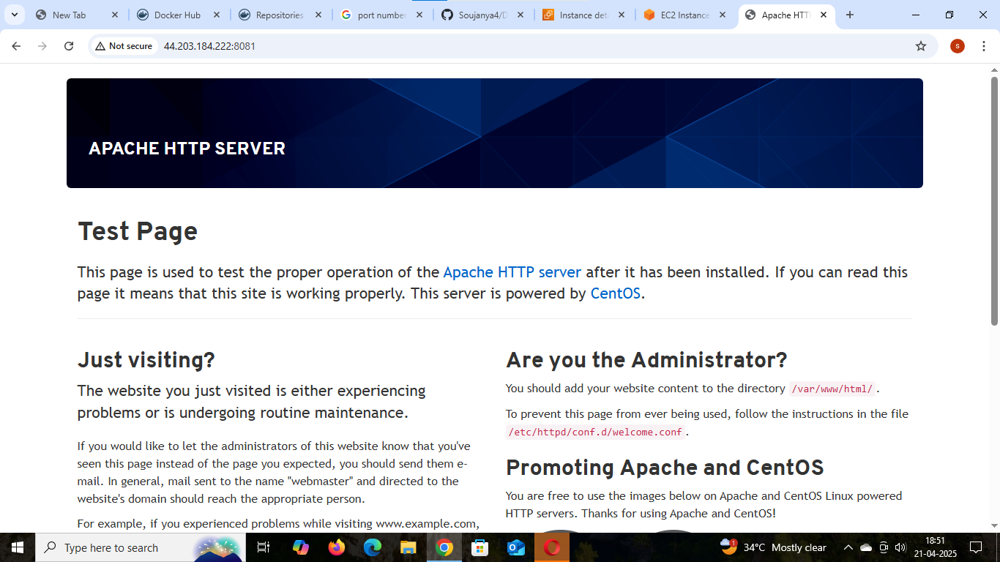 New Tab
Docker Hub
Repositories
port number
Soujanya4/D
Instance det
EC2 Instance
Apache HTT
Not secure
44.203.184.222:8081
s
APACHE HTTP SERVER
Test Page
This page is used to test the proper operation of the Apache HTTP server after it has been installed. If you can read this
page it means that this site is working properly. This server is powered by CentOS.
Just visiting?
The website you just visited is either experiencing
problems or is undergoing routine maintenance.
If you would like to let the administrators of this website know that you've
seen this page instead of the page you expected, you should send them e-
mail. In general, mail sent to the name "webmaster" and directed to the
website's domain should reach the appropriate person.
For example, if you experienced problems while visiting www.example.com,
Are you the Administrator?
You should add your website content to the directory /var/www/html/.
To prevent this page from ever being used, follow the instructions in the file
/etc/httpd/conf.d/welcome.conf.
Promoting Apache and CentOS
You are free to use the images below on Apache and CentOS Linux powered
HTTP servers. Thanks for using Apache and CentOS!
Type here to search
1
34°C Mostly clear
18:51
21-04-2025